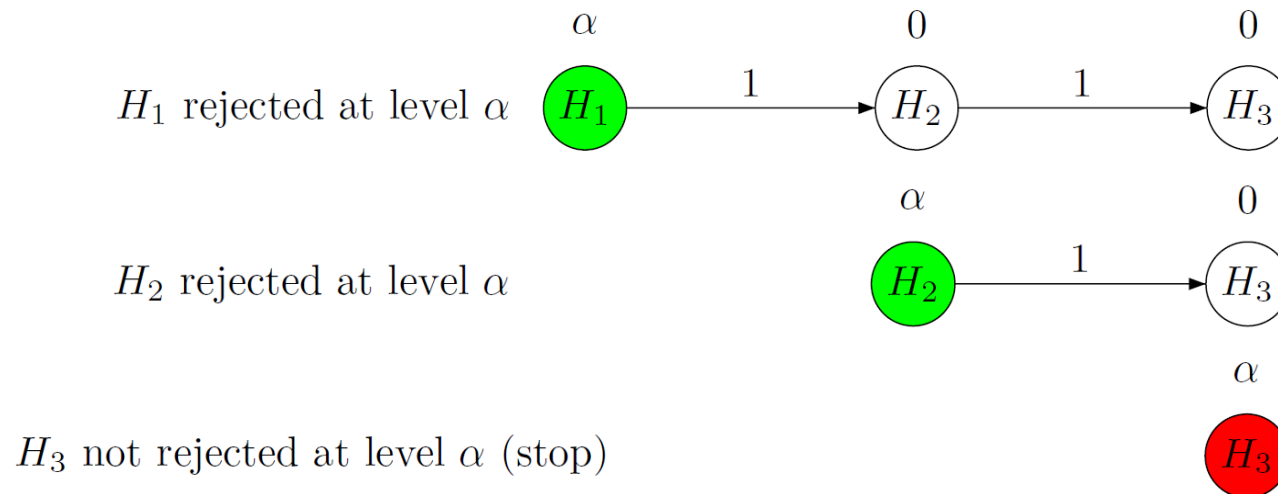 α 0 0
H₁ rejected at level α H₁ 1 H₂ 1 H₃
α 0
H₂ rejected at level α H₂ 1 H₃
α
H₃ not rejected at level α (stop) H₃